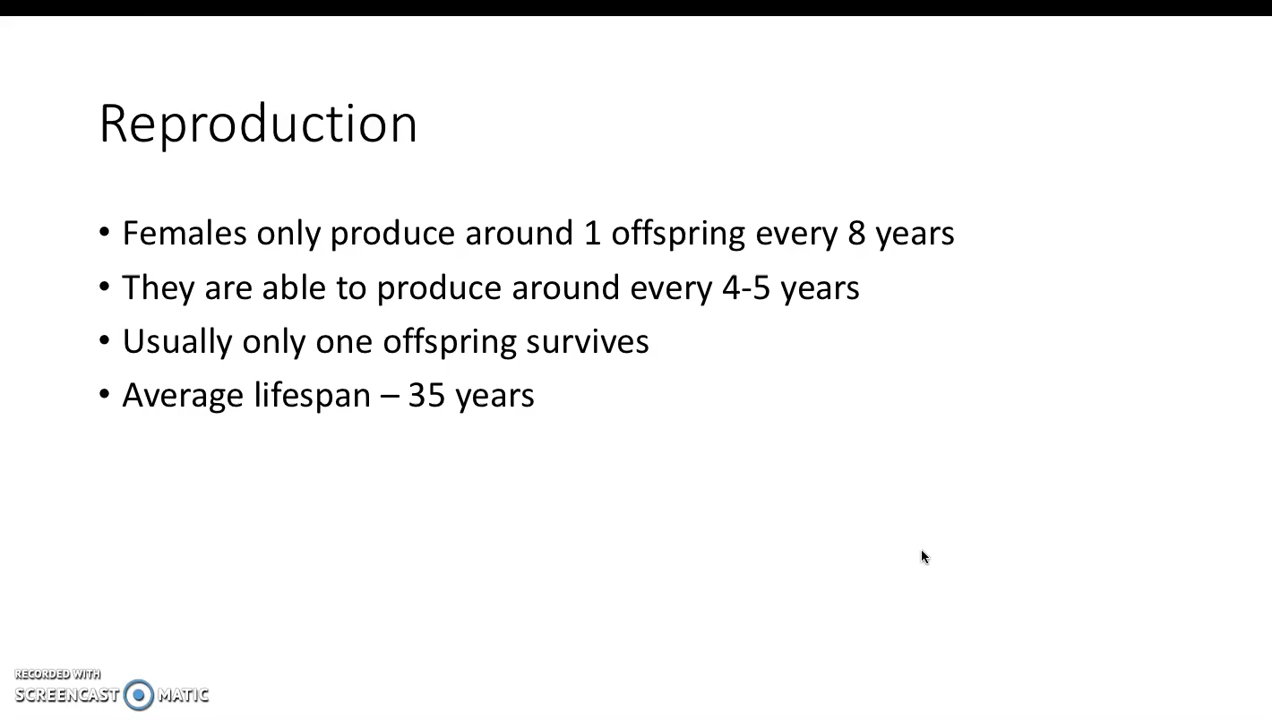 Reproduction
• Females only produce around 1 offspring every 8 years
• They are able to produce around every 4-5 years
• Usually only one offspring survives
• Average lifespan – 35 years
RECORDED WITH
SCREENCAST MATIC